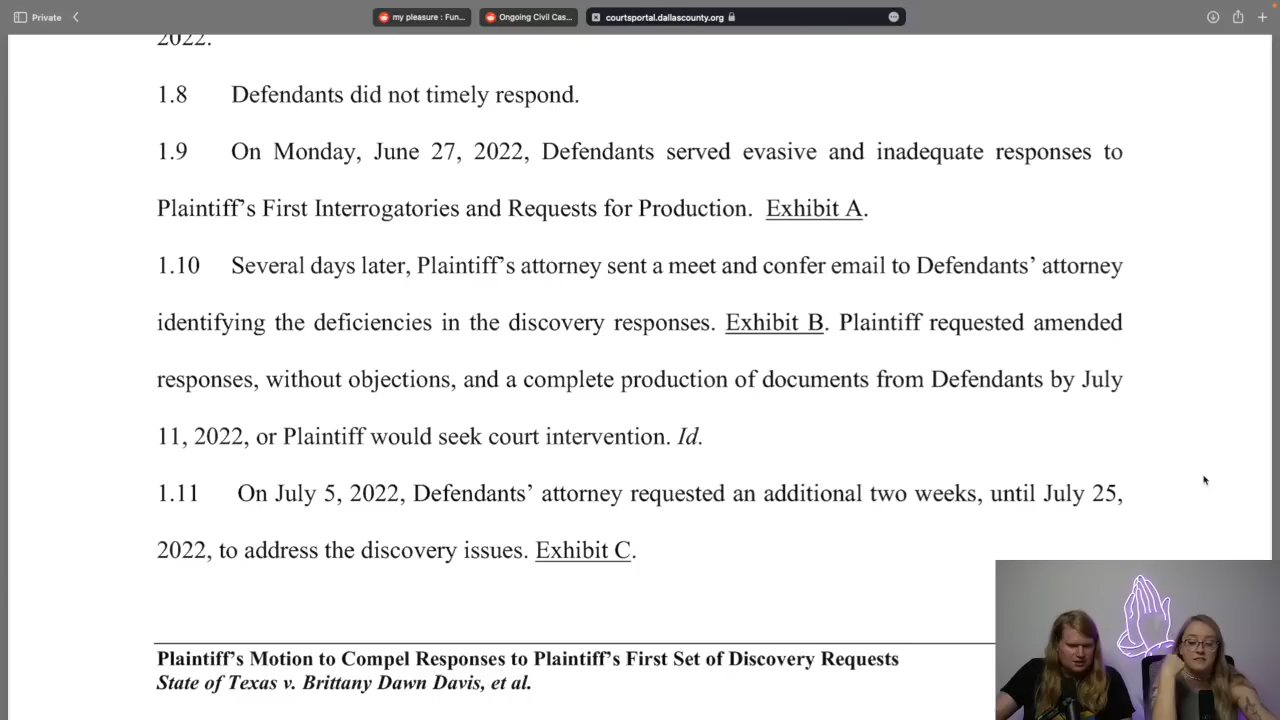 Private
my pleasure : Fun...
Ongoing Civil Cas...
courtsportal.dallascounty.org
2022.
1.8 Defendants did not timely respond.
1.9 On Monday, June 27, 2022, Defendants served evasive and inadequate responses to
Plaintiff's First Interrogatories and Requests for Production. Exhibit A.
1.10 Several days later, Plaintiff's attorney sent a meet and confer email to Defendants' attorney
identifying the deficiencies in the discovery responses. Exhibit B. Plaintiff requested amended
responses, without objections, and a complete production of documents from Defendants by July
11, 2022, or Plaintiff would seek court intervention. Id.
1.11 On July 5, 2022, Defendants' attorney requested an additional two weeks, until July 25,
2022, to address the discovery issues. Exhibit C.
Plaintiff's Motion to Compel Responses to Plaintiff's First Set of Discovery Requests
State of Texas v. Brittany Dawn Davis, et al.